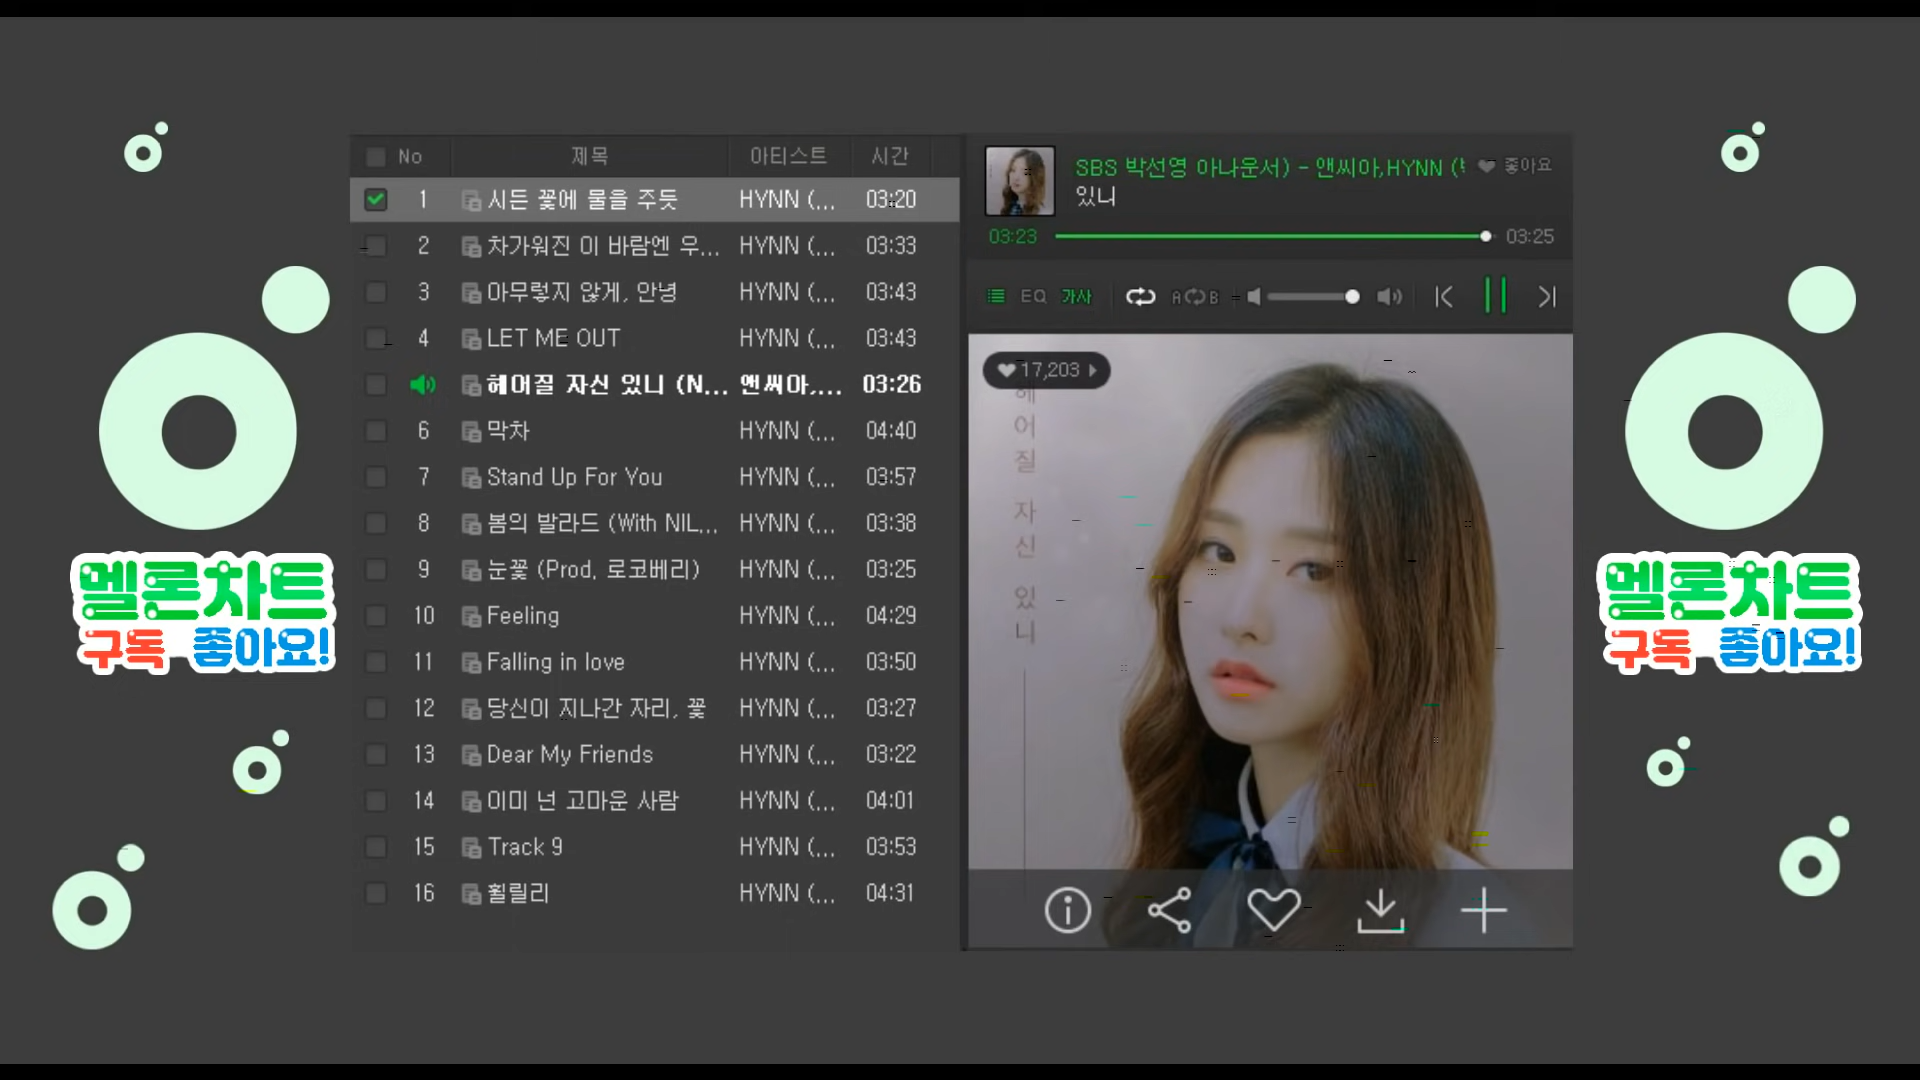 No 제목 아티스트 시간
1 시든 꽃에 물을 주듯 HYNN (... 03:20
2 차가워진 이 바람엔 우... HYNN (... 03:33
3 아무렇지 않게, 안녕 HYNN (... 03:43
4 LET ME OUT HYNN (... 03:43
헤어질 자신 있니 (N... 앤씨아,... 03:26
6 막차 HYNN (... 04:40
7 Stand Up For You HYNN (... 03:57
8 봄의 발라드 (With NIL... HYNN (... 03:38
9 눈꽃 (Prod. 로코베리) HYNN (... 03:25
10 Feeling HYNN (... 04:29
11 Falling in love HYNN (... 03:50
12 당신이 지나간 자리, 꽃 HYNN (... 03:27
13 Dear My Friends HYNN (... 03:22
14 이미 넌 고마운 사람 HYNN (... 04:01
15 Track 9 HYNN (... 03:53
16 휠릴리 HYNN (... 04:31
SBS 박선영 아나운서) - 앤씨아,HYNN ( 좋아요
있니
03:23 03:25
EQ 가사 A B
17,203
헤어질 자신 있니
멜론차트
구독 좋아요!
멜론차트
구독 좋아요!